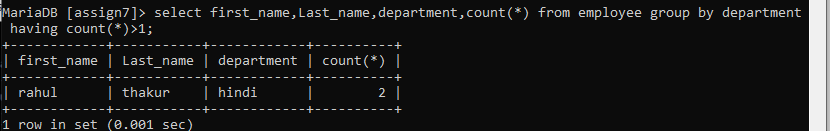 MariaDB [assign7]> select first_name,Last_name,department,count(*) from employee group by department
having count(*)>1;
+------------+-----------+------------+----------+
| first_name | Last_name | department | count(*) |
+------------+-----------+------------+----------+
| rahul      | thakur    | hindi      |        2 |
+------------+-----------+------------+----------+
1 row in set (0.001 sec)